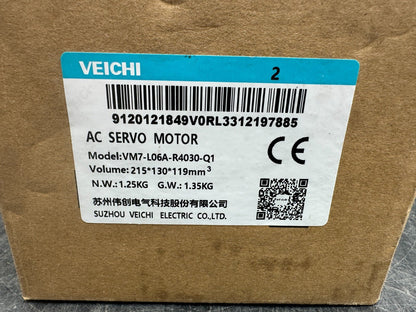 VEICHI
2
9120121849V0RL3312197885
AC SERVO MOTOR
Model:VM7-L06A-R4030-Q1
Volume:215*130*119mm³
N.W.:1.25KG G.W.:1.35KG
苏州伟创电气科技股份有限公司
SUZHOU VEICHI ELECTRIC CO.,LTD.